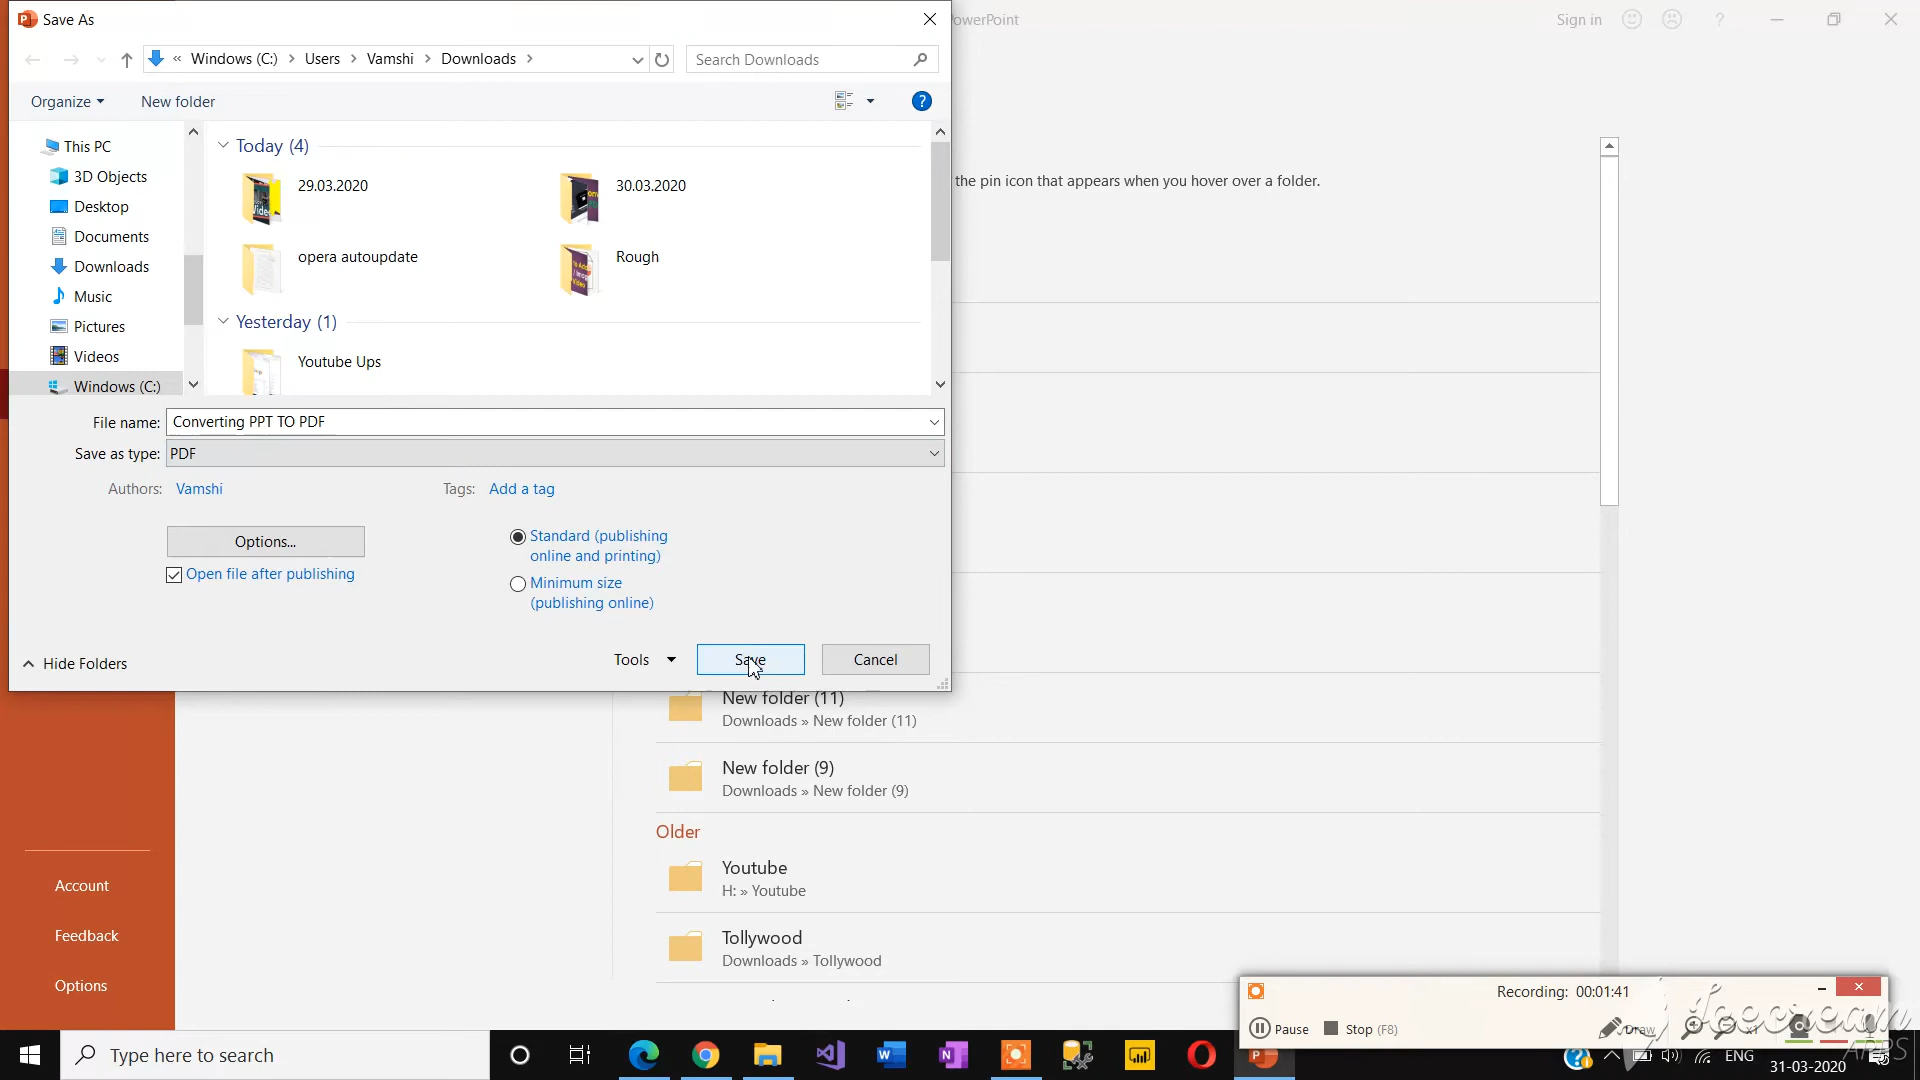 Save As
PowerPoint
Sign in
« Windows (C:) > Users > Vamshi > Downloads >
Search Downloads
Organize
New folder
This PC
3D Objects
Desktop
Documents
Downloads
Music
Pictures
Videos
Windows (C:)
Today (4)
29.03.2020
30.03.2020
opera autoupdate
Rough
Yesterday (1)
Youtube Ups
the pin icon that appears when you hover over a folder.
File name: Converting PPT TO PDF
Save as type: PDF
Authors: Vamshi
Tags: Add a tag
Options...
Open file after publishing
Standard (publishing
online and printing)
Minimum size
(publishing online)
Hide Folders
Tools
Save
Cancel
New folder (11)
Downloads » New folder (11)
New folder (9)
Downloads » New folder (9)
Older
Youtube
H: » Youtube
Tollywood
Downloads » Tollywood
Account
Feedback
Options
Recording: 00:01:41
Pause
Stop (F8)
Draw
Icecream
APPS
Type here to search
ENG
31-03-2020